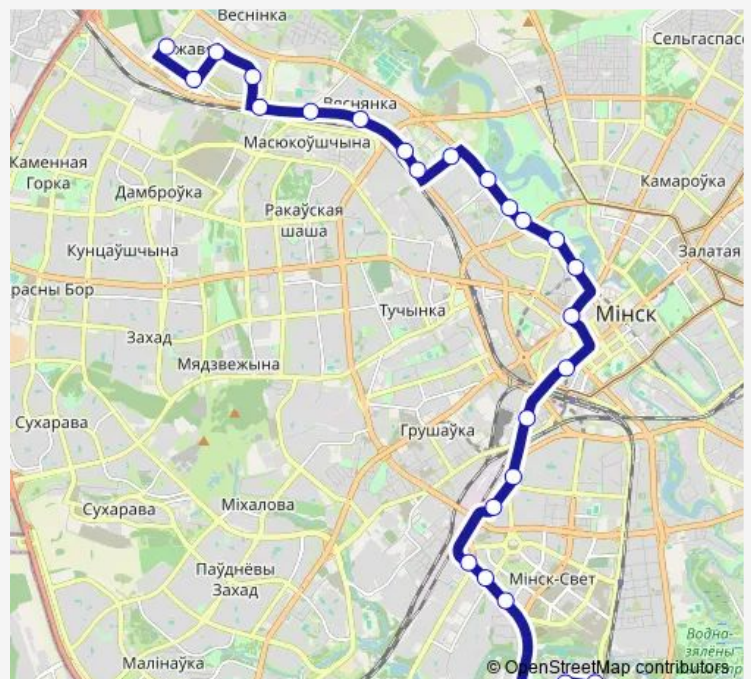 Веснінка
Сельгаспас
жав
Веснянка
Масюкоўшчына
Каменная
Горка
Камароўка
Дамброўка
Ракаўская
шаша
Кунцаўшчына
Залатая
расны Бор
Тучынка
Мінск
Захад
Мядзвежына
Сухарава
Грушаўка
Сухарава
Міхалова
Паўднёвы
Захад
Мінск-Свет
Водна-
зялёны
Малінаўка
© OpenStreetMap contributors